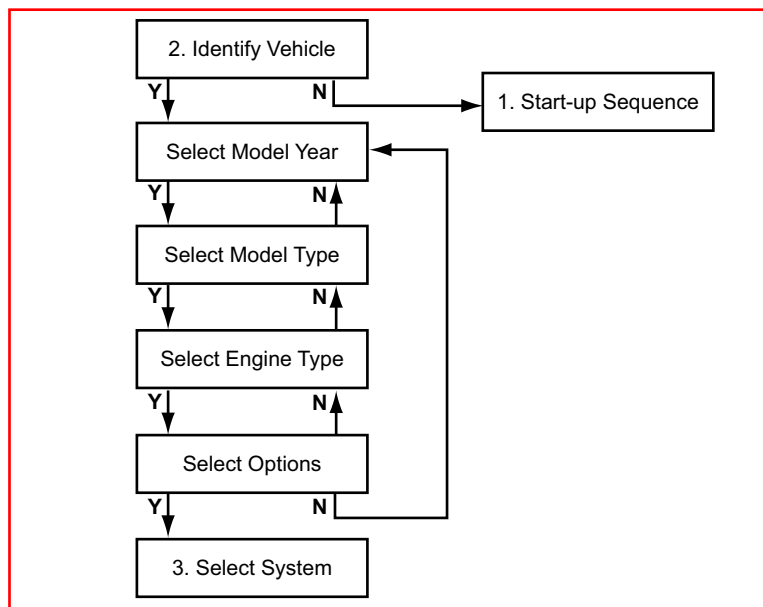 2. Identify Vehicle
Y N
1. Start-up Sequence
Select Model Year
Y N
Select Model Type
Y N
Select Engine Type
Y N
Select Options
Y N
3. Select System